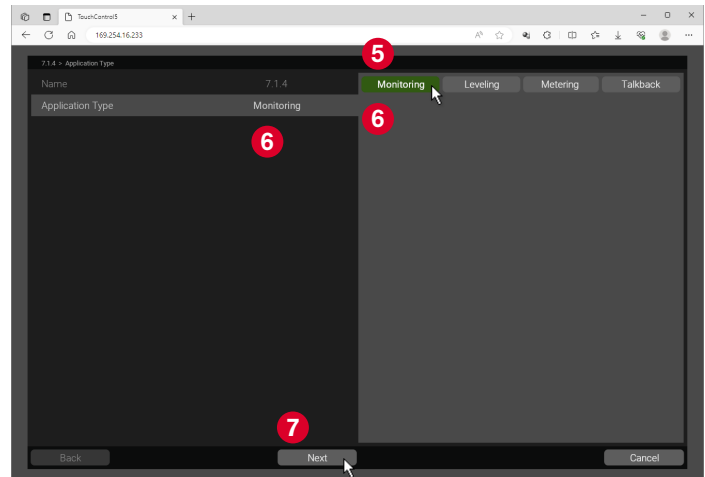 TouchControl5
169.254.16.233
5
7.1.4 > Application Type
Name 7.1.4
Monitoring Leveling Metering Talkback
Application Type Monitoring
6
6
7
Back Next Cancel